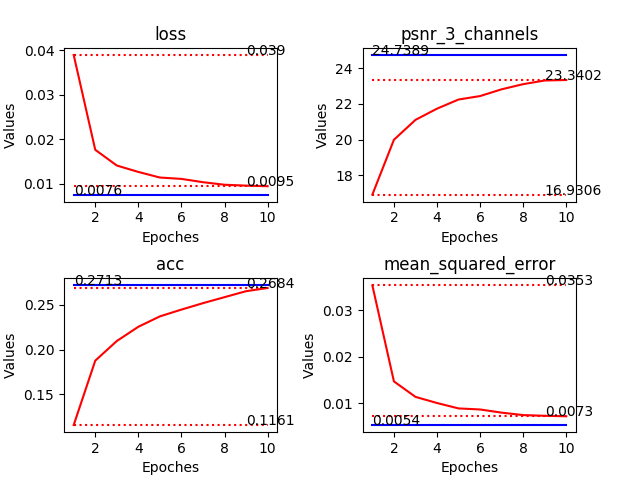 loss
0.04
0.03
0.02
0.01
Values
0.039
0.0095
0.0076
2 4 6 8 10
Epoches
psnr_3_channels
24
22
20
18
Values
24.7389
23.3402
16.9306
2 4 6 8 10
Epoches
acc
0.25
0.20
0.15
Values
0.2713
0.2684
0.1161
2 4 6 8 10
Epoches
mean_squared_error
0.03
0.02
0.01
Values
0.0353
0.0073
0.0054
2 4 6 8 10
Epoches